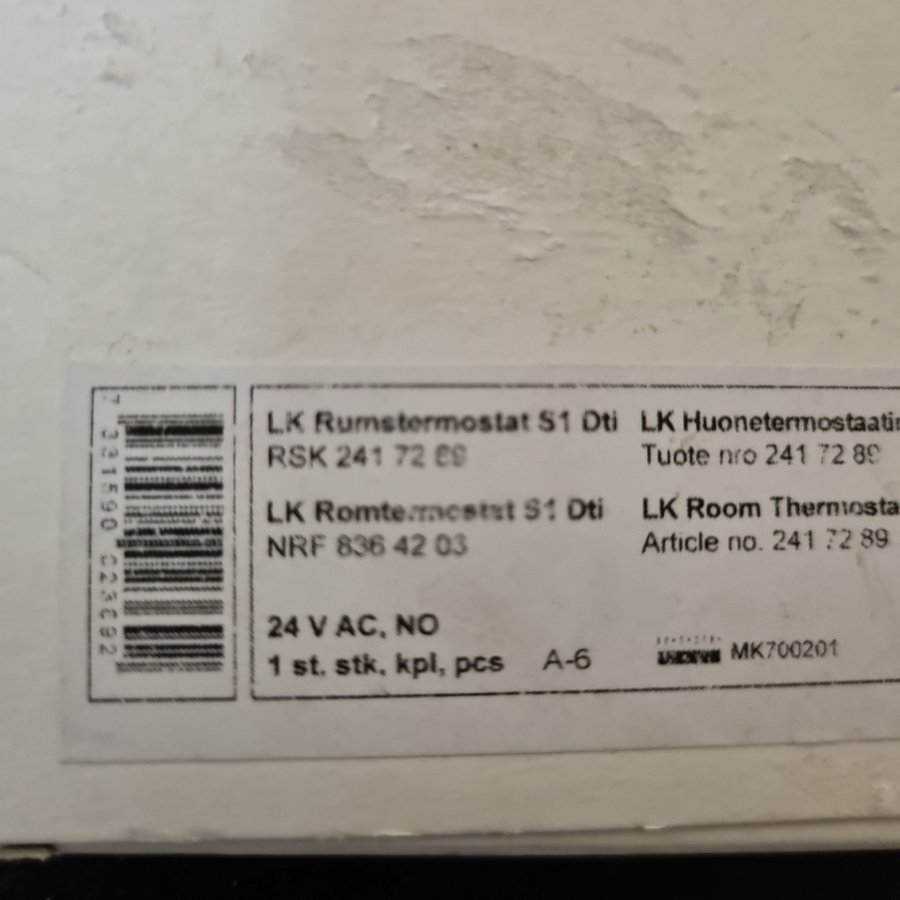 LK Rumstermostat S1 Dti
RSK 241 72 89
LK Romtermostat S1 Dti
NRF 836 42 03
24 V AC, NO
1 st, stk, kpl, pcs A-6
LK Huonetermostaatin
Tuote nro 241 72 89
LK Room Thermosta
Article no. 241 72 89
MK700201